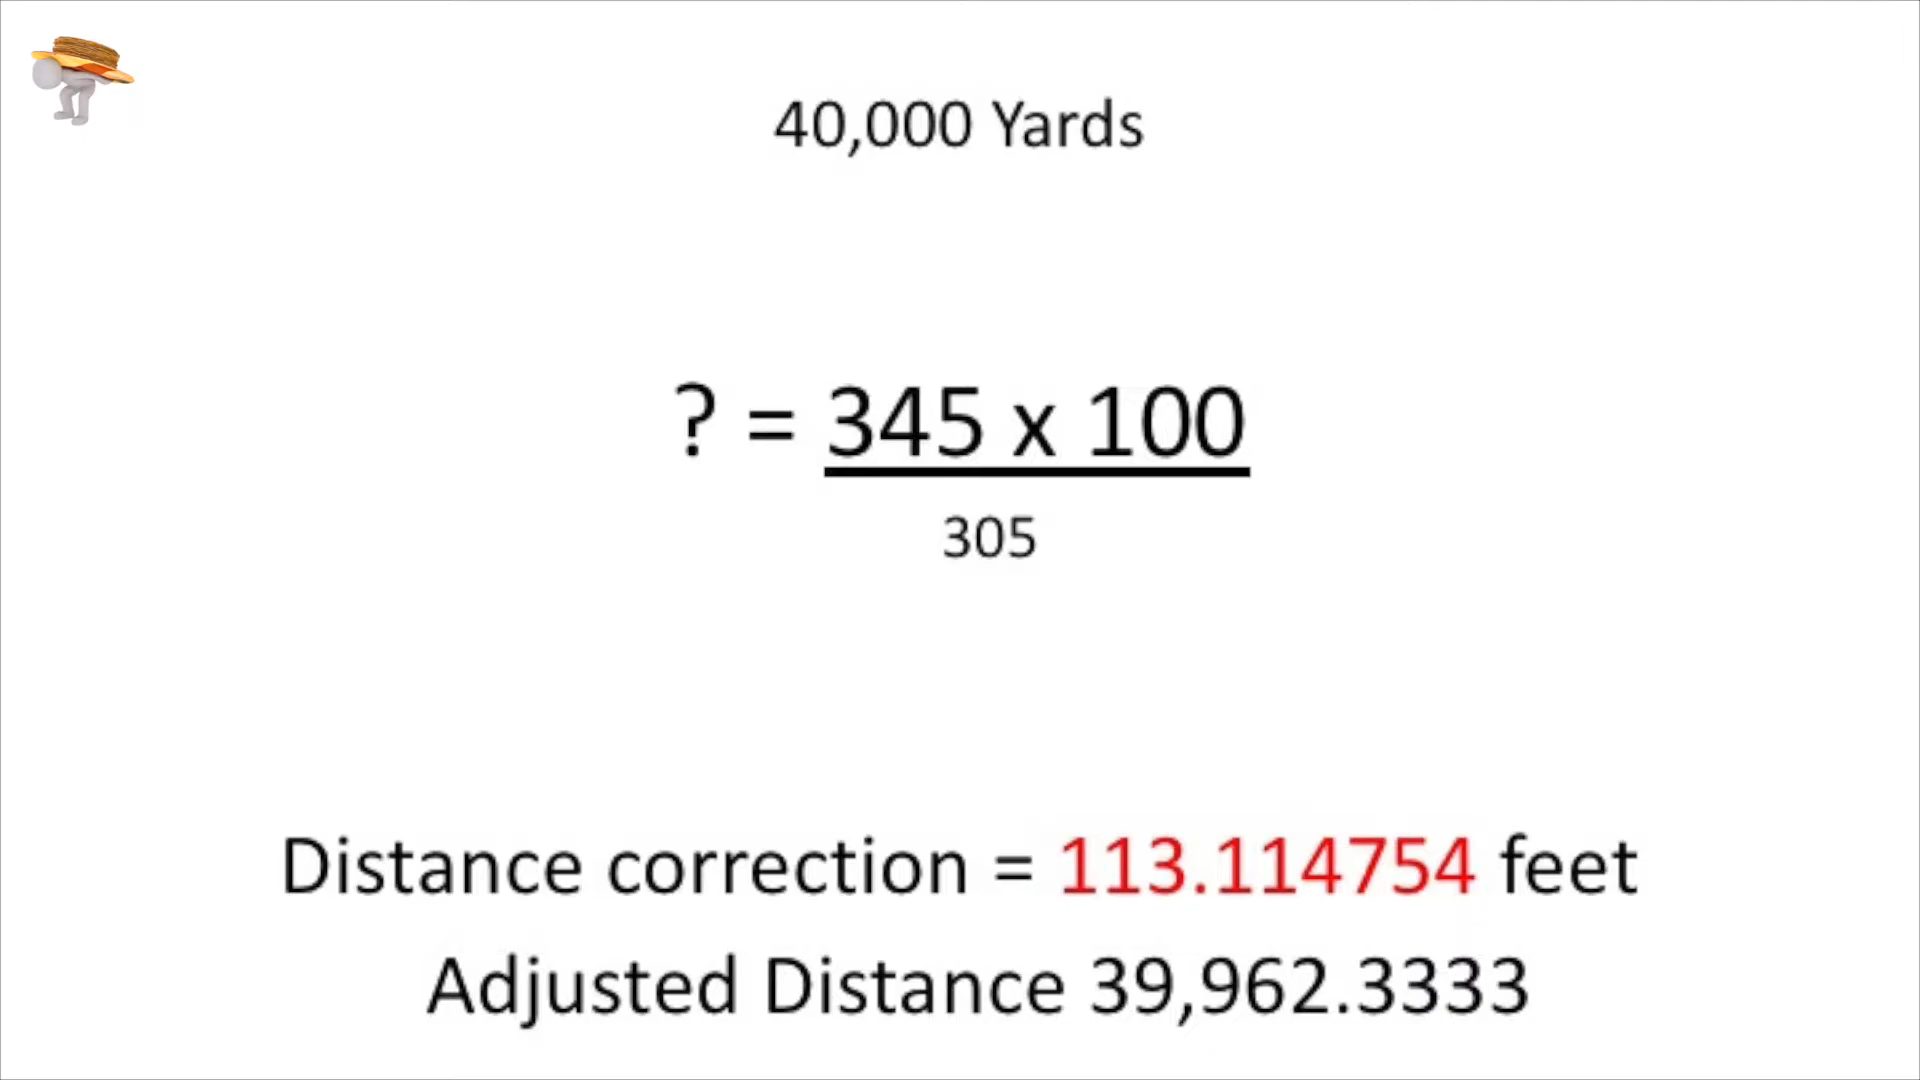 40,000 Yards
? = 345 x 100
305
Distance correction = 113.114754 feet
Adjusted Distance 39,962.3333